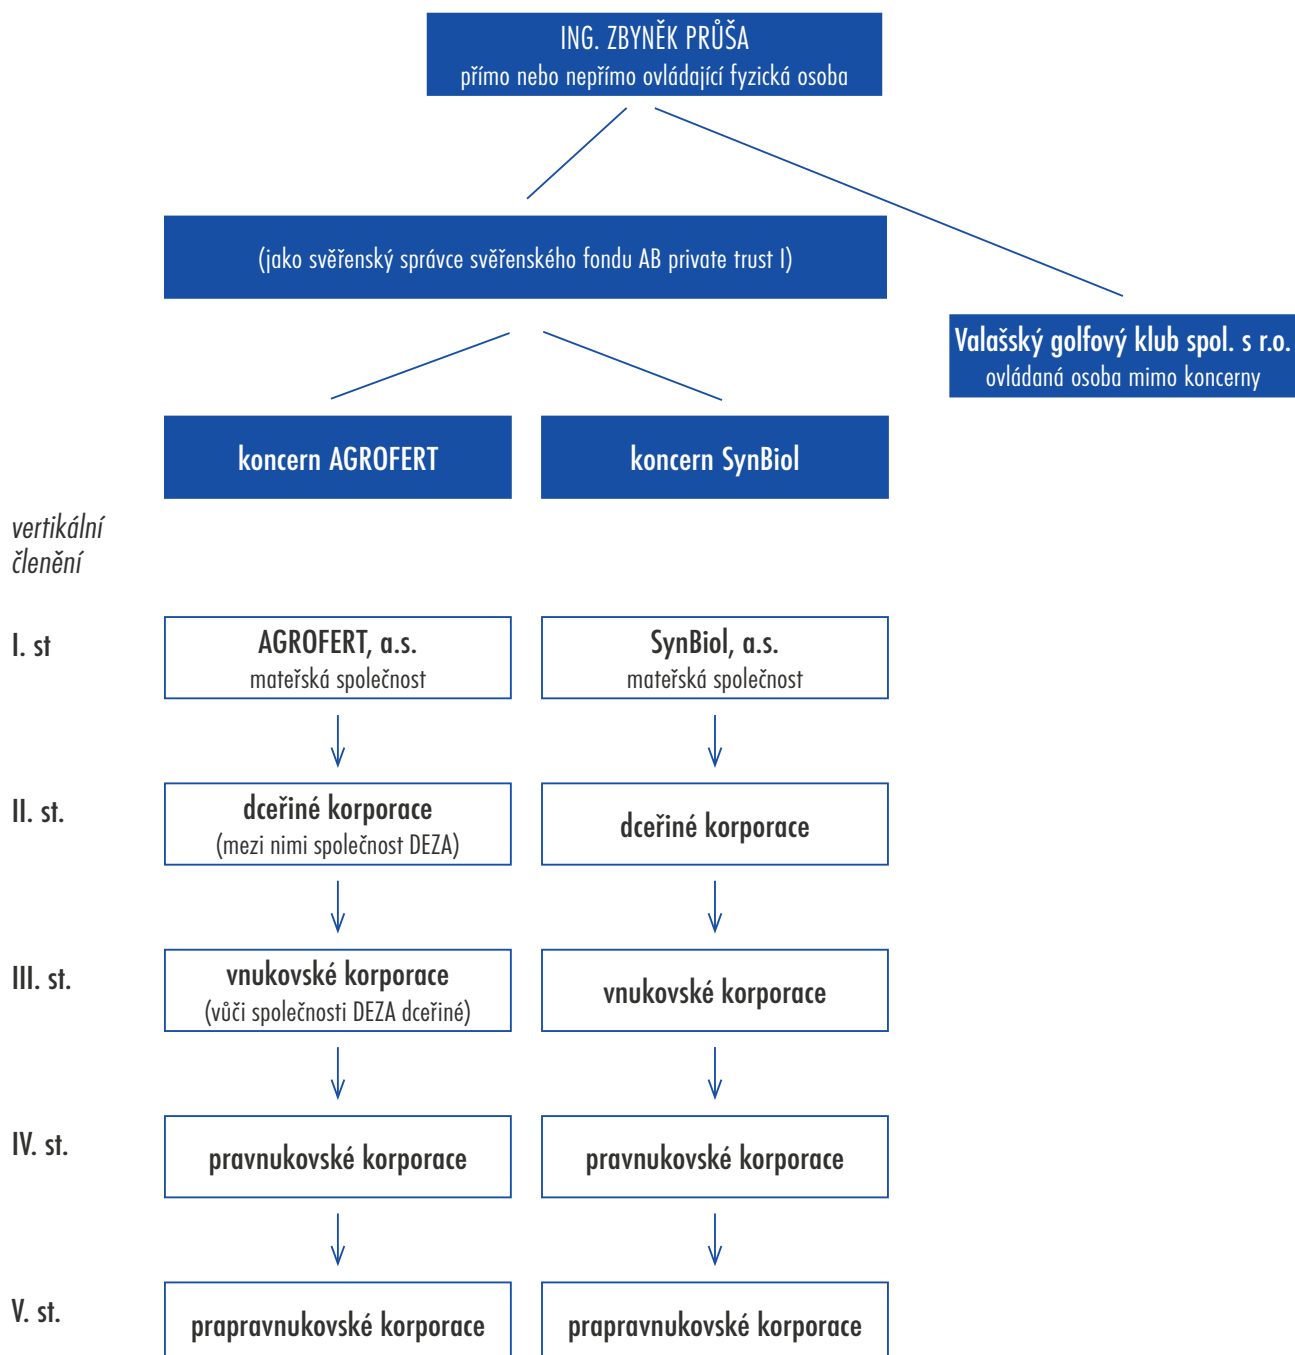 ING. ZBYNĚK PRŮŠA
přímo nebo nepřímo ovládající fyzická osoba
(jako svěřenský správce svěřenského fondu AB private trust I)
Valašský golfový klub spol. s r.o.
ovládaná osoba mimo koncerny
koncern AGROFERT
koncern SynBiol
vertikální
členění
I. st
AGROFERT, a.s.
mateřská společnost
SynBiol, a.s.
mateřská společnost
II. st.
dceřiné korporace
(mezi nimi společnost DEZA)
dceřiné korporace
III. st.
vnukovské korporace
(vůči společnosti DEZA dceřiné)
vnukovské korporace
IV. st.
pravnukovské korporace
pravnukovské korporace
V. st.
prapravnukovské korporace
prapravnukovské korporace